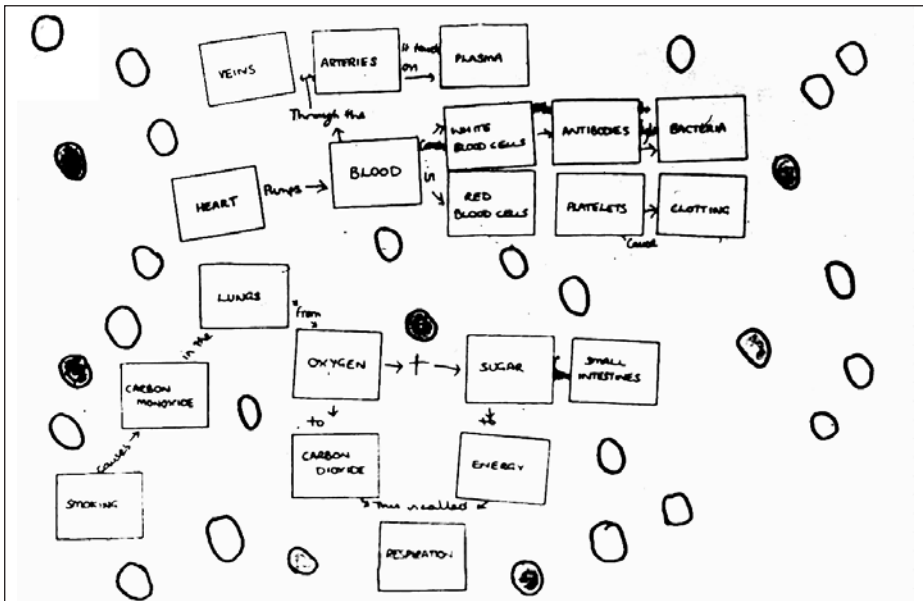 VEINS
ARTERIES
on
PLASMA
Through the
HEART
Pumps
BLOOD
in
WHITE
BLOOD CELLS
RED
BLOOD CELLS
ANTIBODIES
BACTERIA
PLATELETS
Cause
CLOTTING
LUNGS
from
in the
OXYGEN
+
SUGAR
SMALL
INTESTINES
CARBON
MONOXIDE
causes
SMOKING
to
CARBON
DIOXIDE
to
ENERGY
This is called
RESPIRATION